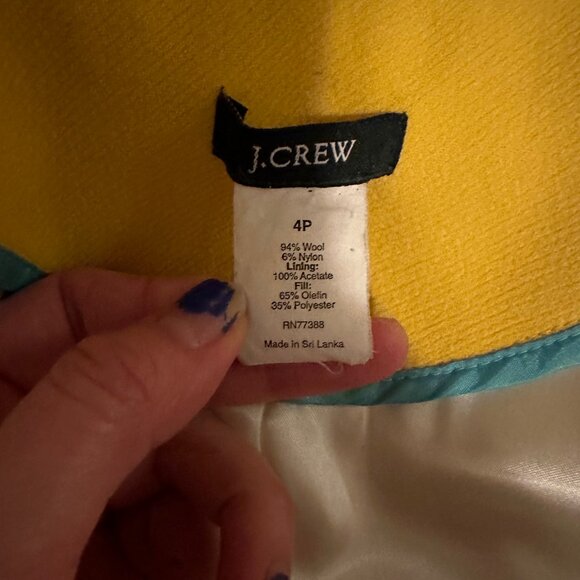 J.CREW
4P
94% Wool
6% Nylon
Lining:
100% Acetate
Fill:
65% Olefin
35% Polyester
RN77388
Made in Sri Lanka